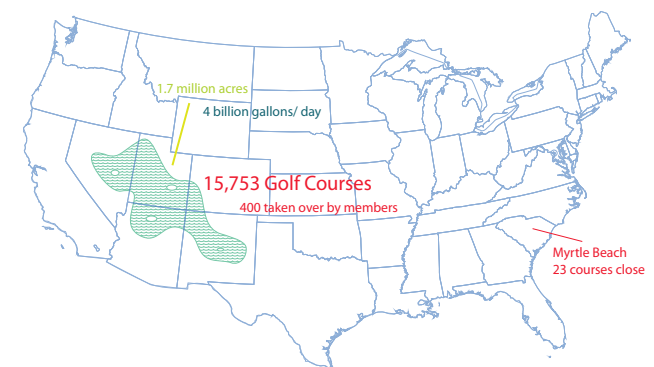 1.7 million acres
4 billion gallons/ day
15,753 Golf Courses
400 taken over by members
Myrtle Beach
23 courses close